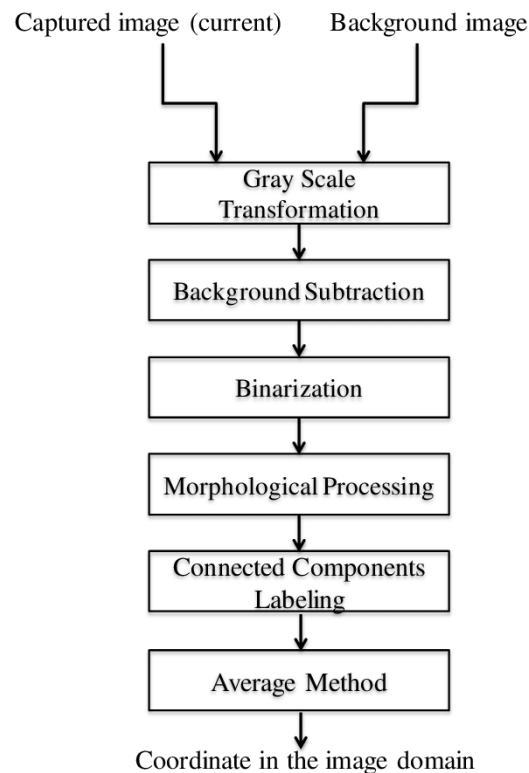 Captured image (current)
Background image
Gray Scale
Transformation
Background Subtraction
Binarization
Morphological Processing
Connected Components
Labeling
Average Method
Coordinate in the image domain